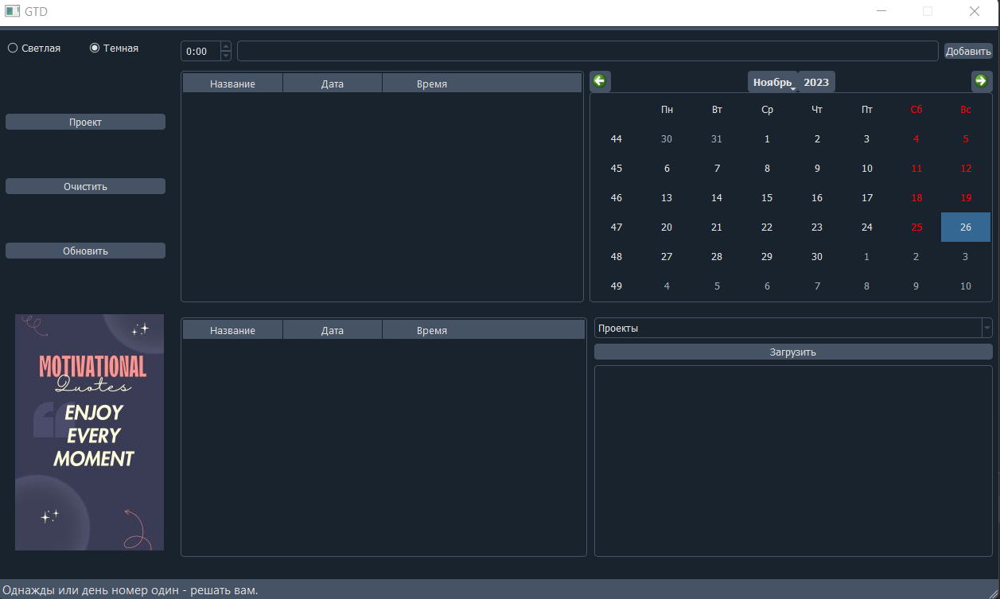 GTD
Светлая Темная 0:00 Добавить
Название Дата Время
Ноябрь 2023
Пн Вт Ср Чт Пт Сб Вс
44 30 31 1 2 3 4 5
45 6 7 8 9 10 11 12
46 13 14 15 16 17 18 19
47 20 21 22 23 24 25 26
48 27 28 29 30 1 2 3
49 4 5 6 7 8 9 10
Проект
Очистить
Обновить
MOTIVATIONAL
Quotes
ENJOY
EVERY
MOMENT
Название Дата Время
Проекты
Загрузить
Однажды или день номер один - решать вам.